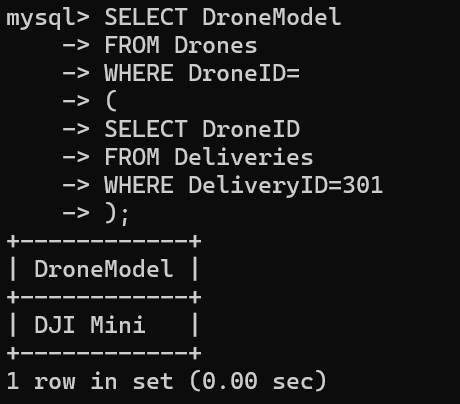 mysql> SELECT DroneModel
    -> FROM Drones
    -> WHERE DroneID=
    -> (
    -> SELECT DroneID
    -> FROM Deliveries
    -> WHERE DeliveryID=301
    -> );
+------------+
| DroneModel |
+------------+
| DJI Mini   |
+------------+
1 row in set (0.00 sec)